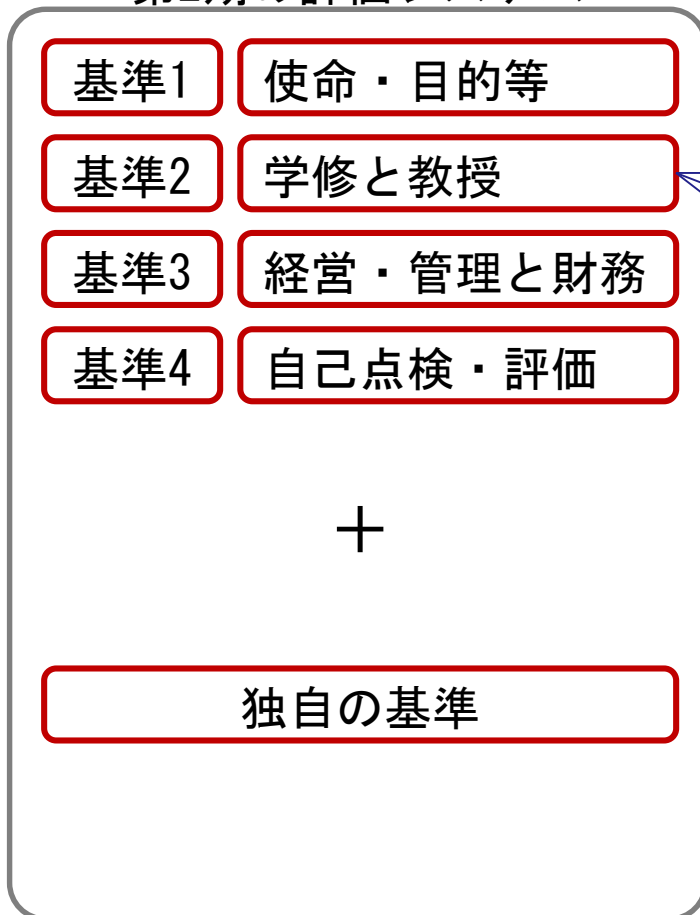 基準1 使命・目的等
基準2 学修と教授
基準3 経営・管理と財務
基準4 自己点検・評価
＋
独自の基準